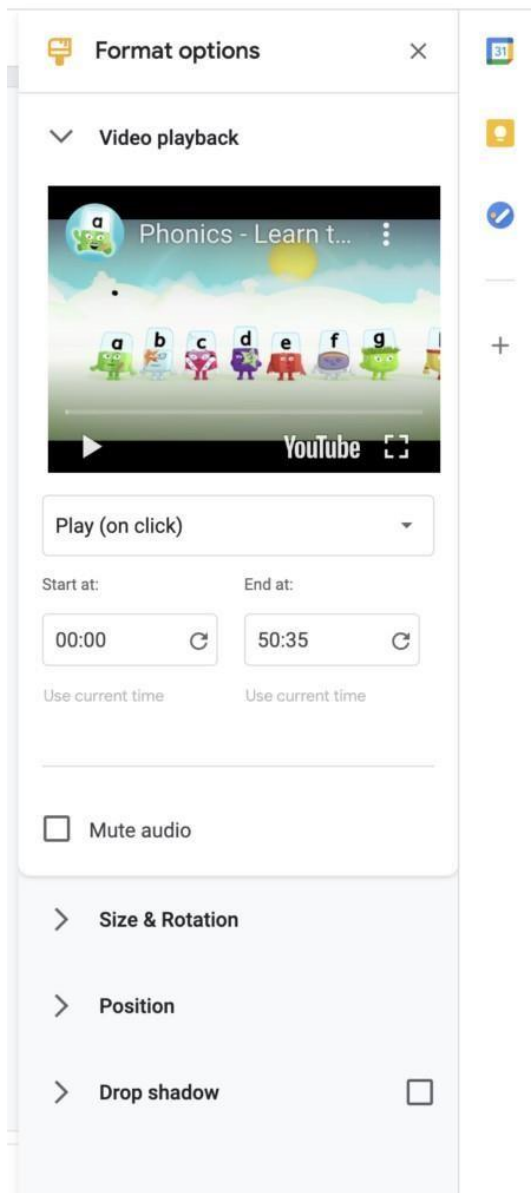 Format options
31
Video playback
a
Phonics - Learn t...
a b c d e f g
YouTube
Play (on click)
Start at: End at:
00:00 50:35
Use current time Use current time
Mute audio
Size & Rotation
Position
Drop shadow